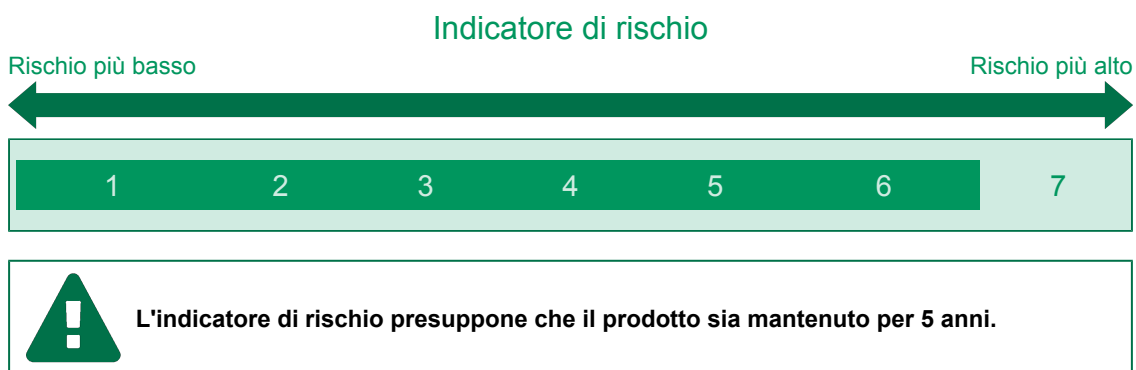 Indicatore di rischio
Rischio più basso Rischio più alto
1 2 3 4 5 6 7
L'indicatore di rischio presuppone che il prodotto sia mantenuto per 5 anni.